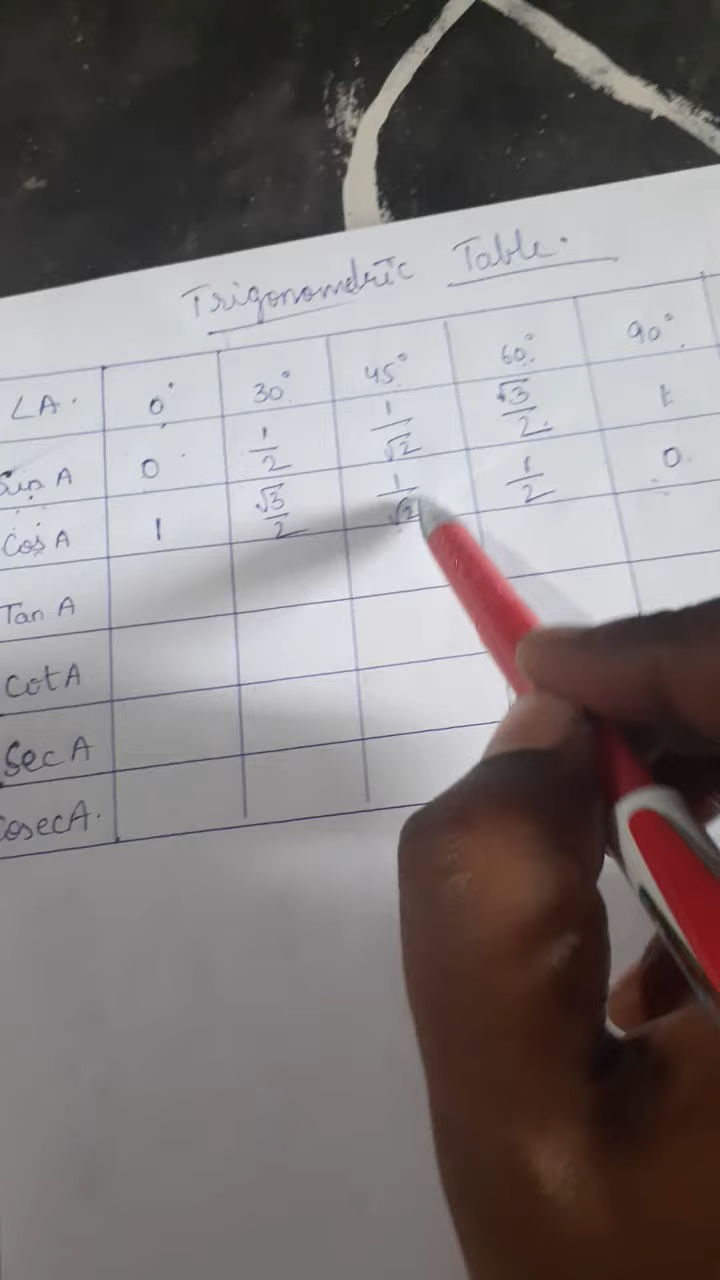 Trigonometric Table.
∠A. 0° 30° 45° 60° 90°
Sin A 0 1/2 1/√2 √3/2 1
Cos A 1 √3/2 1/√2 1/2 0
Tan A
Cot A
Sec A
Cosec A.